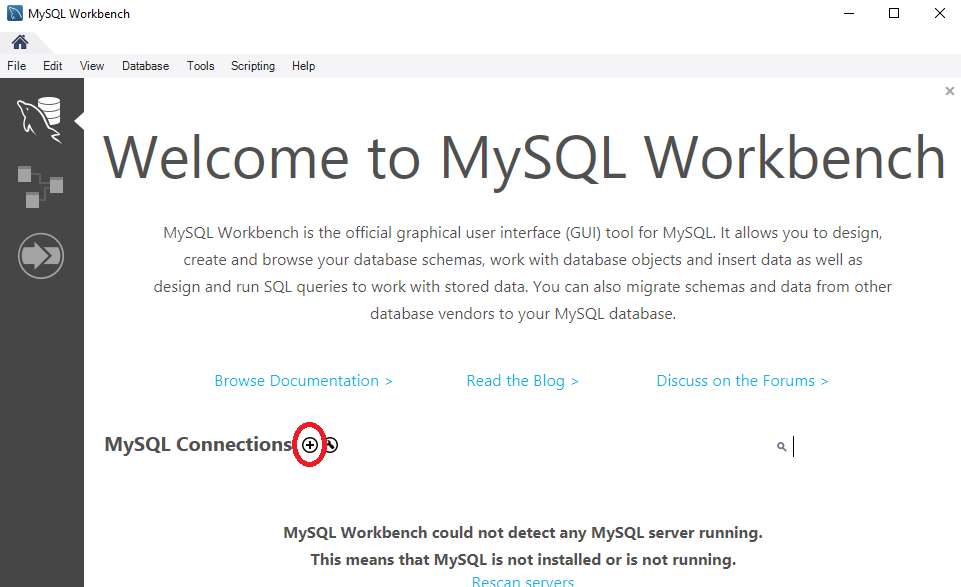 MySQL Workbench
File Edit View Database Tools Scripting Help
Welcome to MySQL Workbench
MySQL Workbench is the official graphical user interface (GUI) tool for MySQL. It allows you to design,
create and browse your database schemas, work with database objects and insert data as well as
design and run SQL queries to work with stored data. You can also migrate schemas and data from other
database vendors to your MySQL database.
Browse Documentation > Read the Blog > Discuss on the Forums >
MySQL Connections
MySQL Workbench could not detect any MySQL server running.
This means that MySQL is not installed or is not running.
Rescan servers